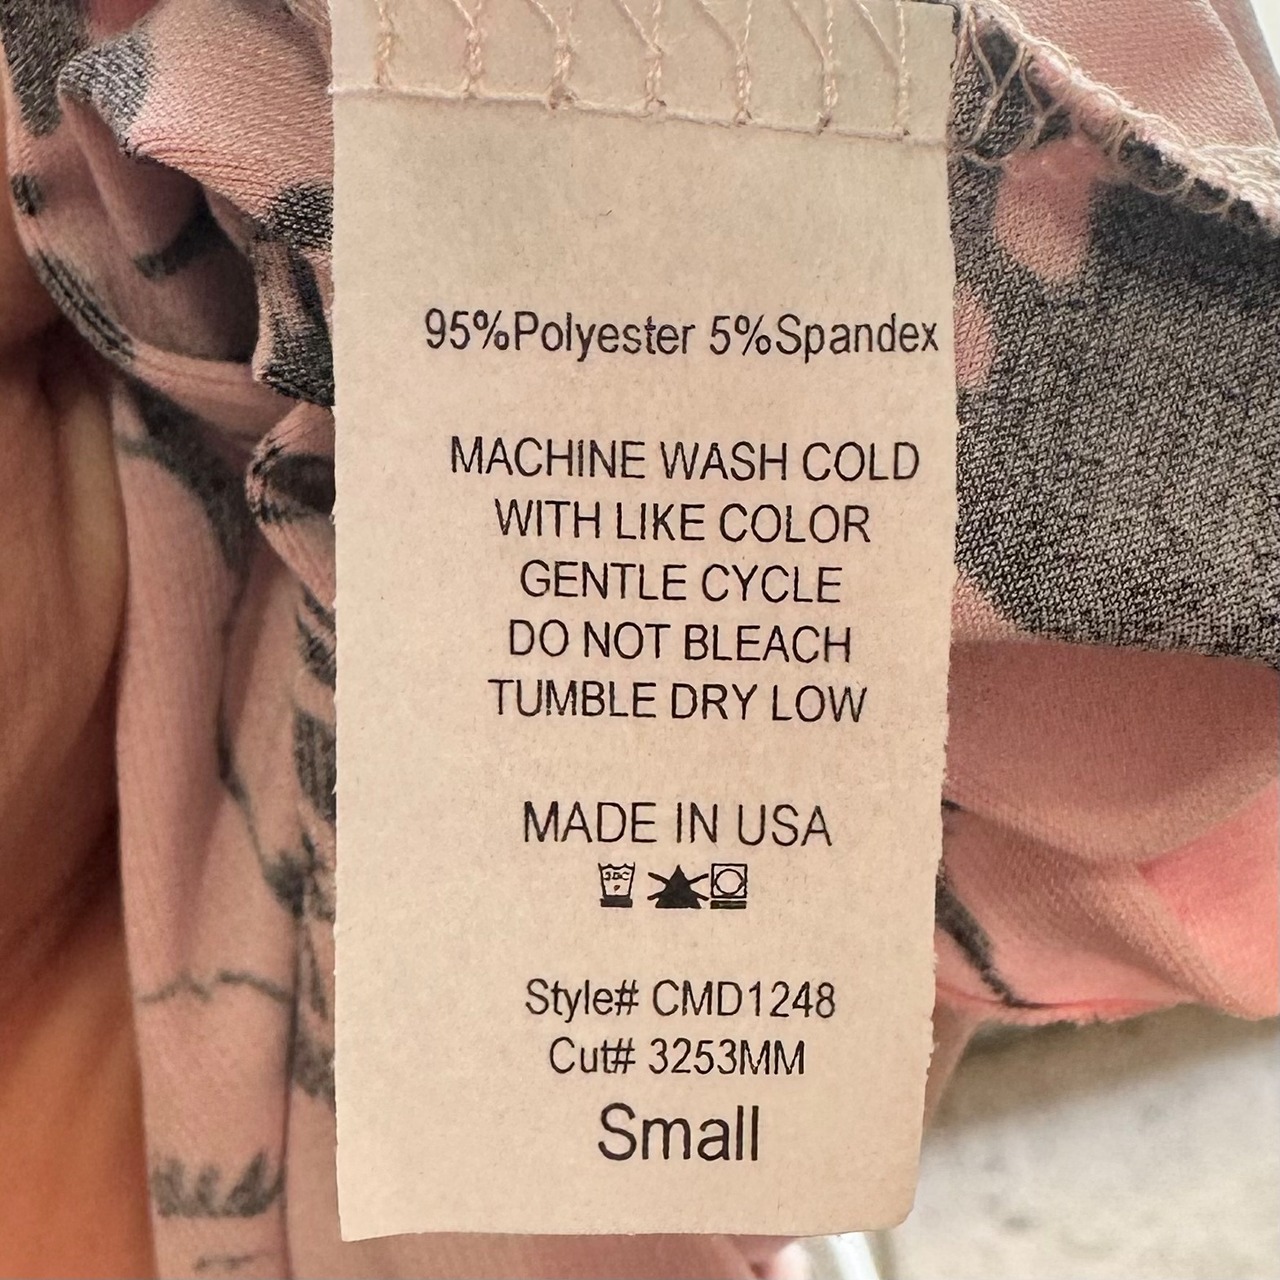 95%Polyester 5%Spandex
MACHINE WASH COLD
WITH LIKE COLOR
GENTLE CYCLE
DO NOT BLEACH
TUMBLE DRY LOW
MADE IN USA
Style# CMD1248
Cut# 3253MM
Small